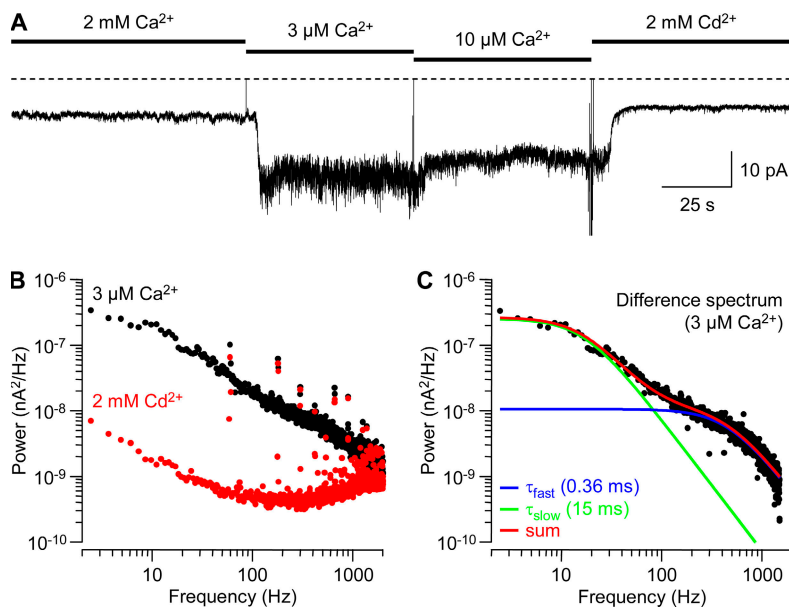 A
2 mM Ca²⁺
3 µM Ca²⁺
10 µM Ca²⁺
2 mM Cd²⁺
10 pA
25 s
B
3 µM Ca²⁺
2 mM Cd²⁺
Power (nA²/Hz)
10⁻⁶
10⁻⁷
10⁻⁸
10⁻⁹
10⁻¹⁰
10
100
1000
Frequency (Hz)
C
Difference spectrum
(3 µM Ca²⁺)
τfast (0.36 ms)
τslow (15 ms)
sum
Power (nA²/Hz)
10⁻⁶
10⁻⁷
10⁻⁸
10⁻⁹
10⁻¹⁰
10
100
1000
Frequency (Hz)